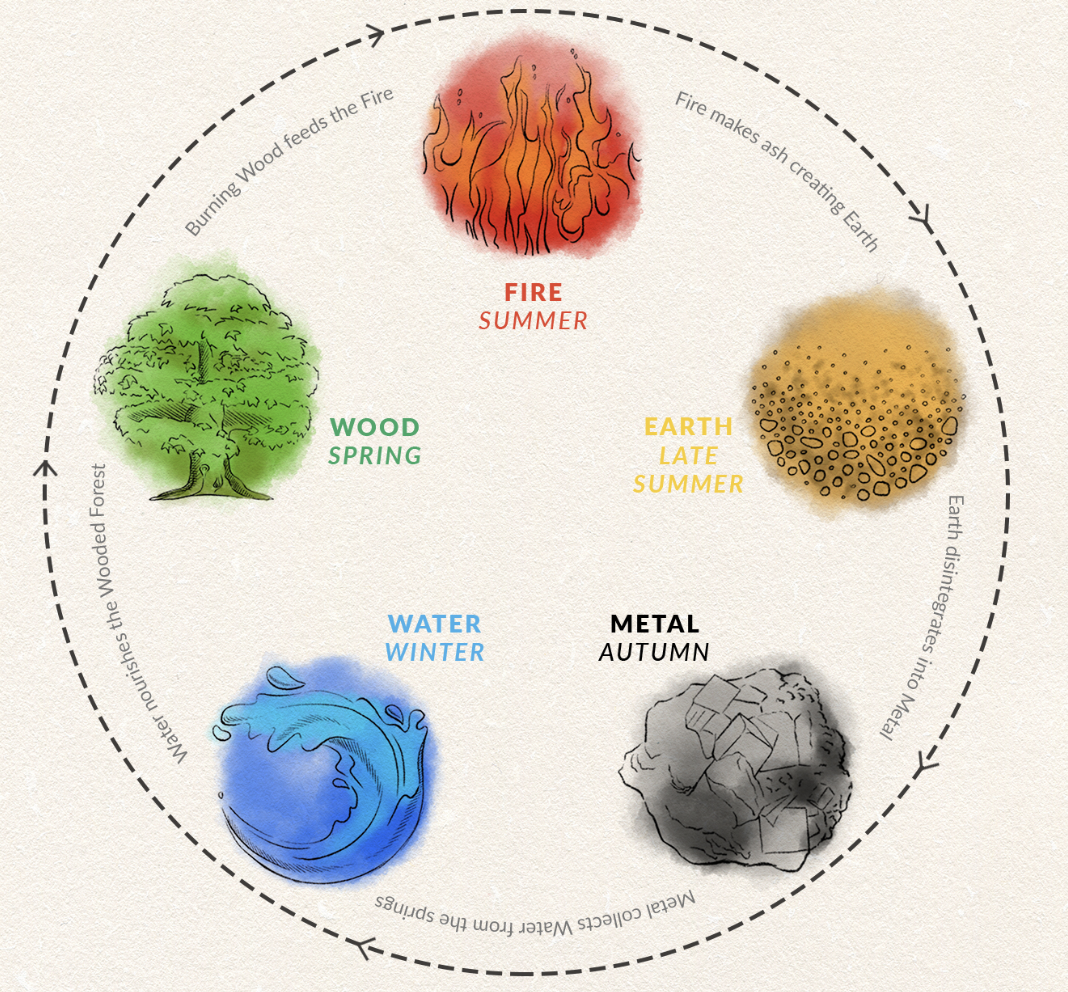 Burning Wood feeds the Fire
Fire makes ash creating Earth
FIRE
SUMMER
WOOD
SPRING
EARTH
LATE
SUMMER
Water nourishes the Wooded Forest
Earth disintegrates into Metal
WATER
WINTER
METAL
AUTUMN
Metal collects Water from the springs